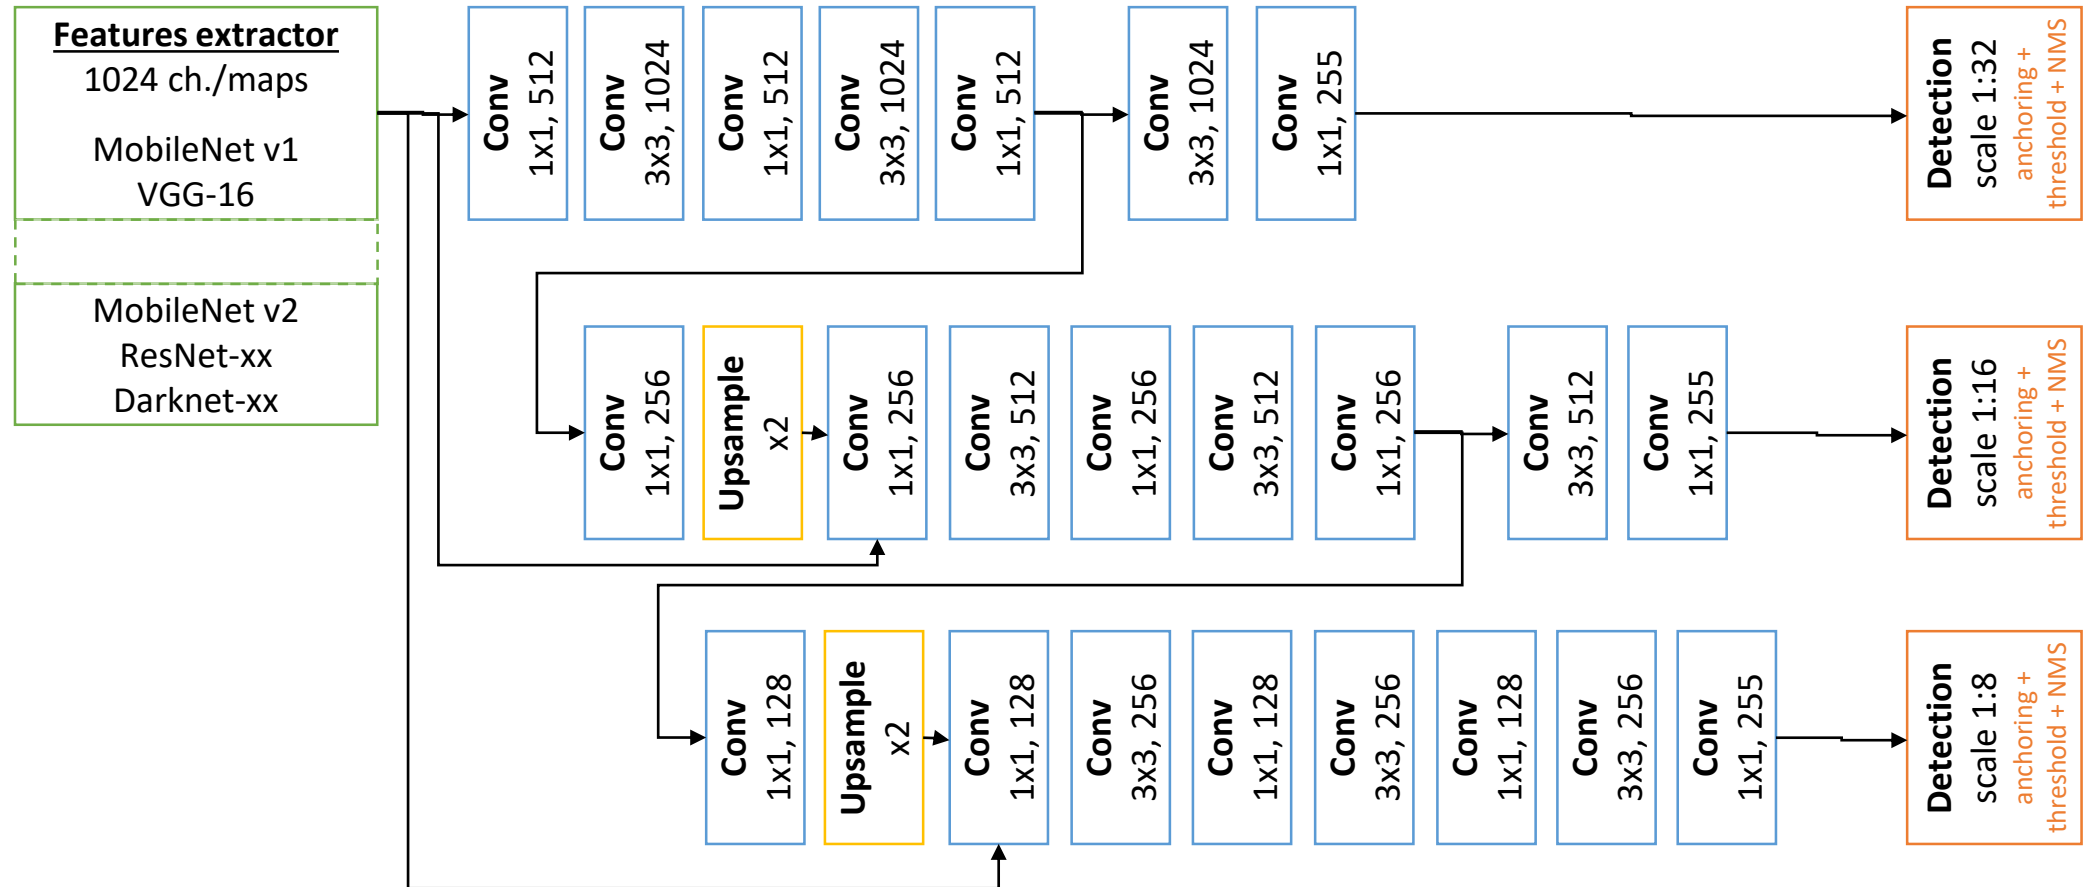 Features extractor
1024 ch./maps
MobileNet v1
VGG-16
MobileNet v2
ResNet-xx
Darknet-xx
Conv
1x1, 512
Conv
3x3, 1024
Conv
1x1, 512
Conv
3x3, 1024
Conv
1x1, 512
Conv
3x3, 1024
Conv
1x1, 255
Detection
scale 1:32
anchoring +
threshold + NMS
Conv
1x1, 256
Upsample
x2
Conv
1x1, 256
Conv
3x3, 512
Conv
1x1, 256
Conv
3x3, 512
Conv
1x1, 256
Conv
3x3, 512
Conv
1x1, 255
Detection
scale 1:16
anchoring +
threshold + NMS
Conv
1x1, 128
Upsample
x2
Conv
1x1, 128
Conv
3x3, 256
Conv
1x1, 128
Conv
3x3, 256
Conv
1x1, 128
Conv
3x3, 256
Conv
1x1, 255
Detection
scale 1:8
anchoring +
threshold + NMS